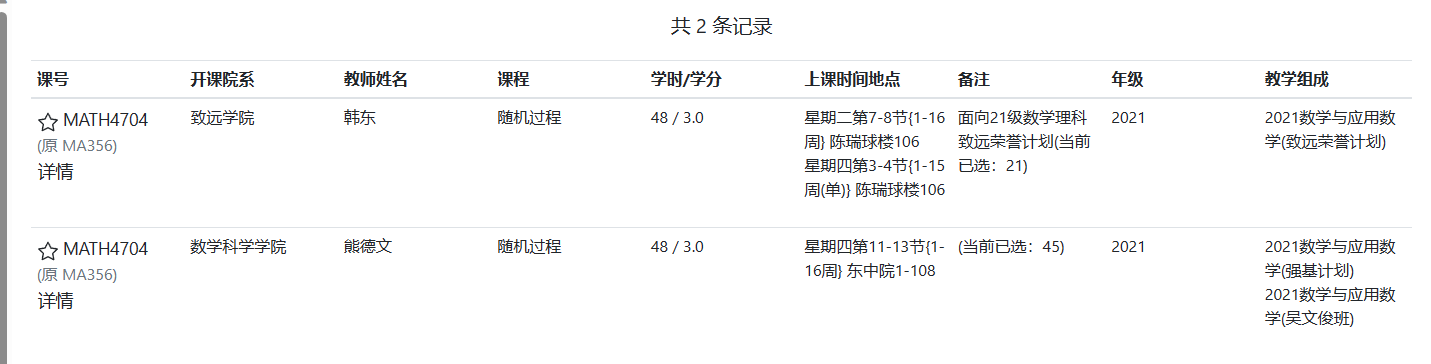 共 2 条记录
课号 开课院系 教师姓名 课程 学时/学分 上课时间地点 备注 年级 教学组成
MATH4704 致远学院 韩东 随机过程 48 / 3.0 星期二第7-8节{1-16 面向21级数学理科 2021 2021数学与应用数
(原 MA356) 周} 陈瑞球楼106 致远荣誉计划(当前 学(致远荣誉计划)
详情 星期四第3-4节{1-15 已选：21)
周(单)} 陈瑞球楼106
MATH4704 数学科学学院 熊德文 随机过程 48 / 3.0 星期四第11-13节{1- (当前已选：45) 2021 2021数学与应用数
(原 MA356) 16周} 东中院1-108 学(强基计划)
详情 2021数学与应用数
学(吴文俊班)